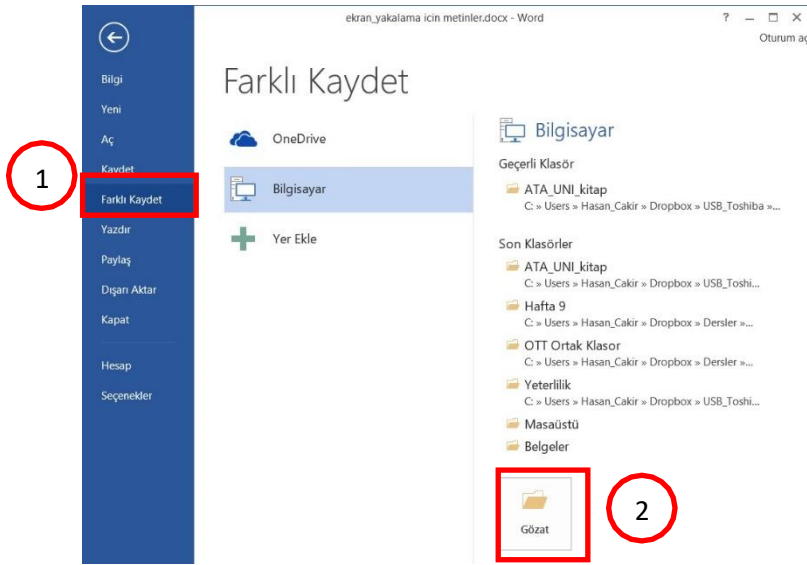 ekran_yakalama icin metinler.docx - Word
?
Oturum aç
Bilgi
Yeni
Aç
Kaydet
Farklı Kaydet
Yazdır
Paylaş
Dışarı Aktar
Kapat
Hesap
Seçenekler
1
Farklı Kaydet
OneDrive
Bilgisayar
Yer Ekle
Bilgisayar
Geçerli Klasör
ATA_UNI_kitap
C: » Users » Hasan_Cakir » Dropbox » USB_Toshiba »...
Son Klasörler
ATA_UNI_kitap
C: » Users » Hasan_Cakir » Dropbox » USB_Toshi...
Hafta 9
C: » Users » Hasan_Cakir » Dropbox » Dersler »...
OTT Ortak Klasor
C: » Users » Hasan_Cakir » Dropbox » Dersler »...
Yeterlilik
C: » Users » Hasan_Cakir » Dropbox » USB_Toshi...
Masaüstü
Belgeler
Gözat
2